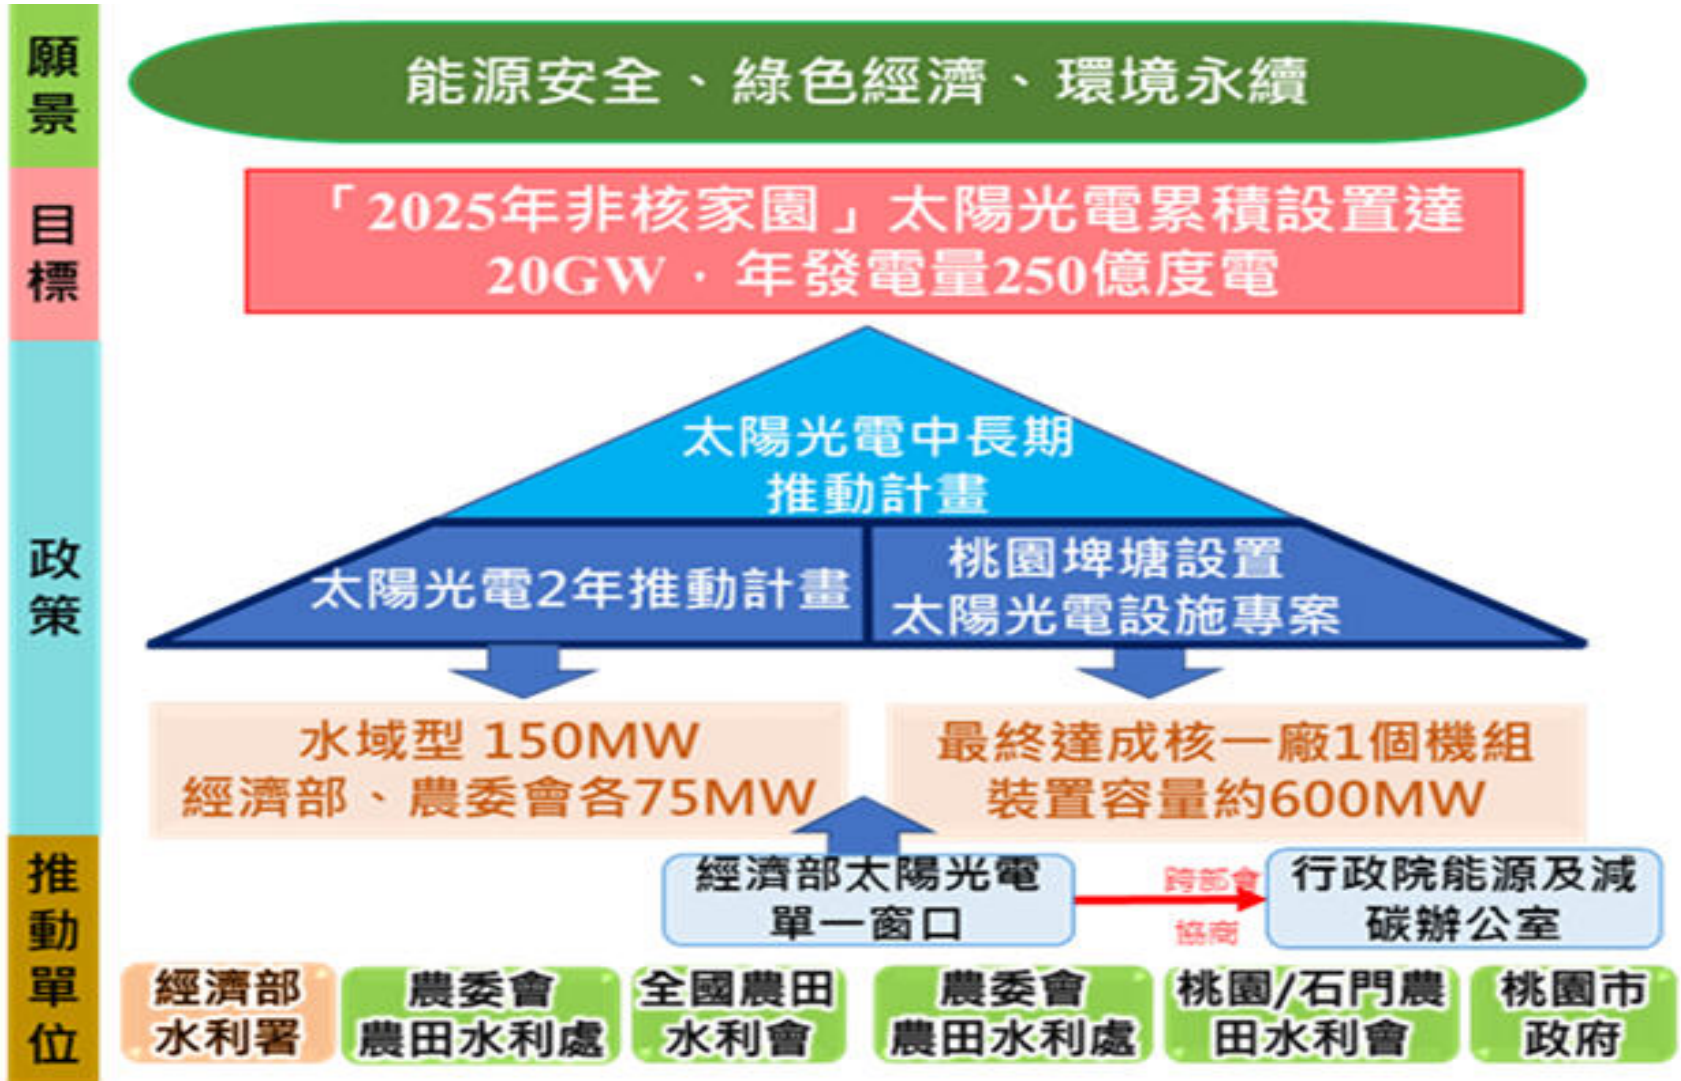 願景
能源安全、綠色經濟、環境永續
目標
「2025年非核家園」太陽光電累積設置達
20GW，年發電量250億度電
政策
太陽光電中長期
推動計畫
太陽光電2年推動計畫
桃園埤塘設置
太陽光電設施專案
水域型 150MW
經濟部、農委會各75MW
最終達成核一廠1個機組
裝置容量約600MW
推動單位
經濟部太陽光電
單一窗口
跨部會
協商
行政院能源及減
碳辦公室
經濟部
水利署
農委會
農田水利處
全國農田
水利會
農委會
農田水利處
桃園/石門農
田水利會
桃園市
政府